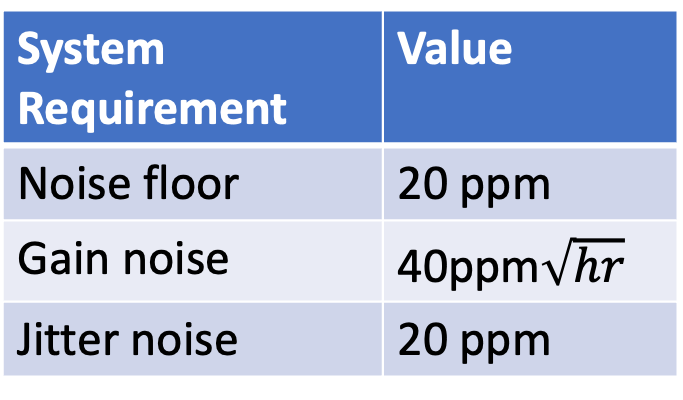 System Value
Requirement
Noise floor 20 ppm
Gain noise 40ppm√hr
Jitter noise 20 ppm